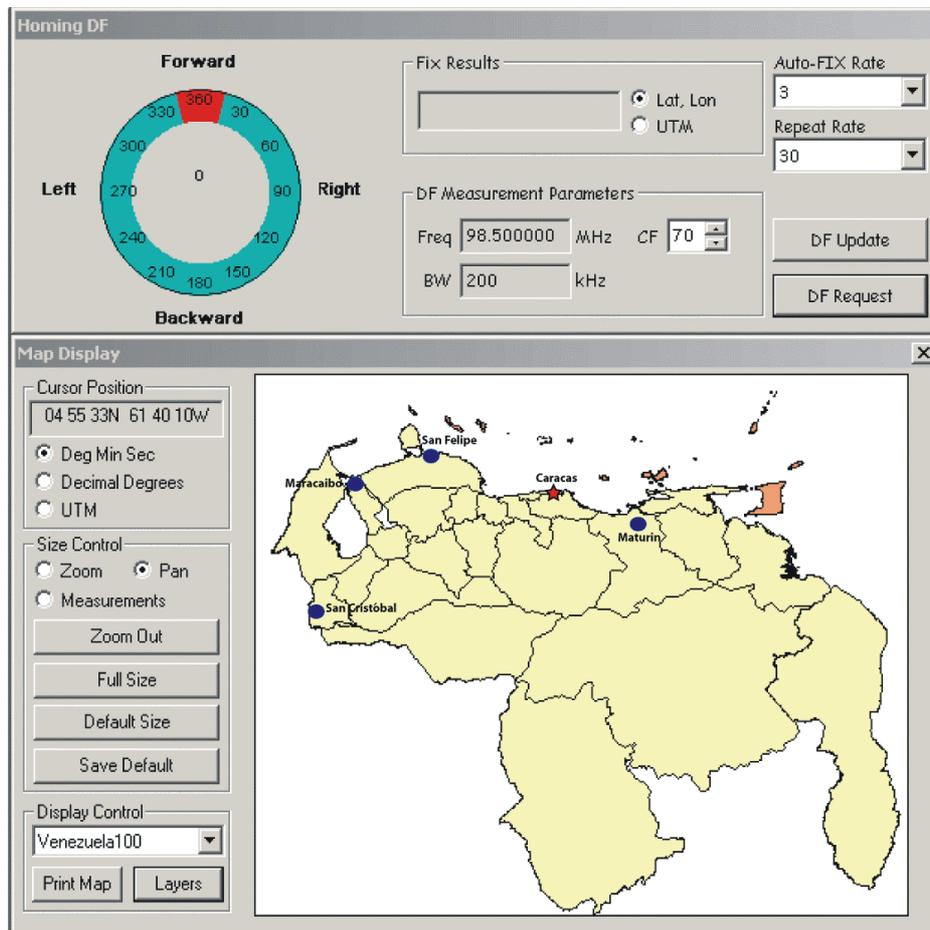 Homing DF
Forward
360
330 30
300 60
0
Left 270 90 Right
240 120
210 150
180
Backward
Fix Results
Lat, Lon
UTM
Auto-FIX Rate
3
Repeat Rate
30
DF Measurement Parameters
Freq 98.500000 MHz CF 70
BW 200 kHz
DF Update
DF Request
Map Display
Cursor Position
04 55 33N 61 40 10W
Deg Min Sec
Decimal Degrees
UTM
Size Control
Zoom Pan
Measurements
Zoom Out
Full Size
Default Size
Save Default
Display Control
Venezuela100
Print Map Layers
San Felipe
Maracaibo
Caracas
Maturin
San Cristóbal